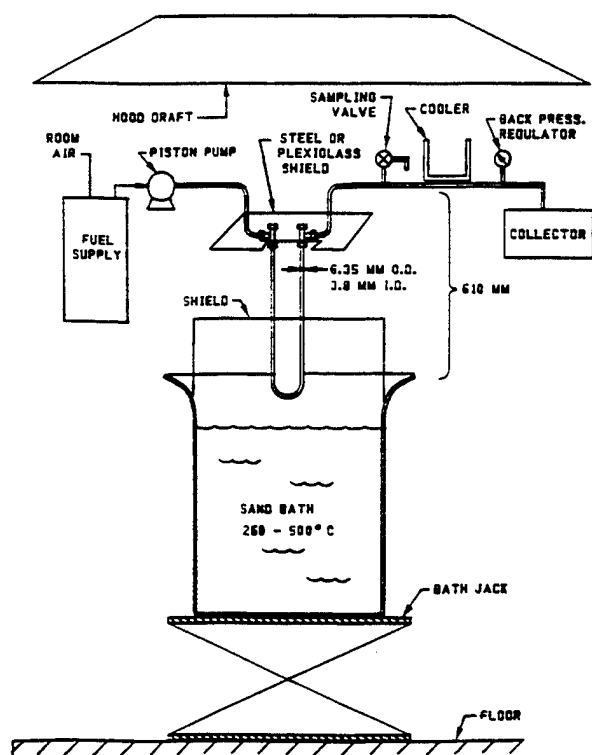 HOOD DRAFT
SAMPLING
VALVE
COOLER
BACK PRESS.
REGULATOR
ROOM
AIR
PISTON PUMP
STEEL OR
PLEXIGLASS
SHIELD
FUEL
SUPPLY
COLLECTOR
6.35 MM O.D.
3.8 MM I.D.
610 MM
SHIELD
SAND BATH
260 - 500° C
BATH JACK
FLOOR